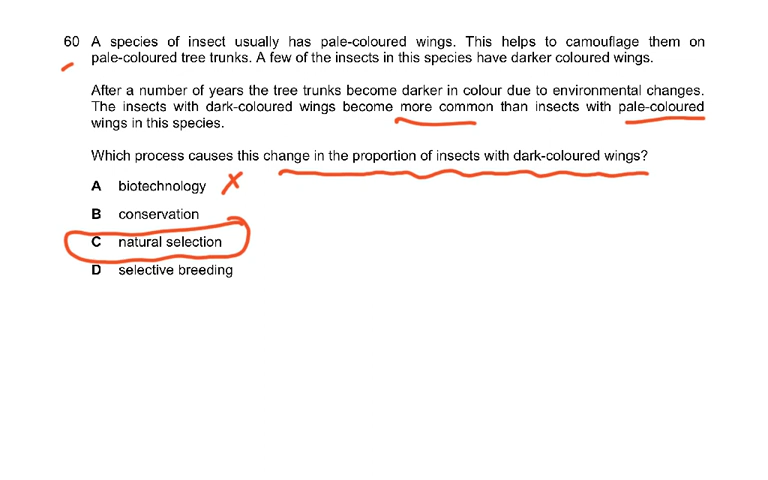 60 A species of insect usually has pale-coloured wings. This helps to camouflage them on
pale-coloured tree trunks. A few of the insects in this species have darker coloured wings.
After a number of years the tree trunks become darker in colour due to environmental changes.
The insects with dark-coloured wings become more common than insects with pale-coloured
wings in this species.
Which process causes this change in the proportion of insects with dark-coloured wings?
A biotechnology
B conservation
C natural selection
D selective breeding